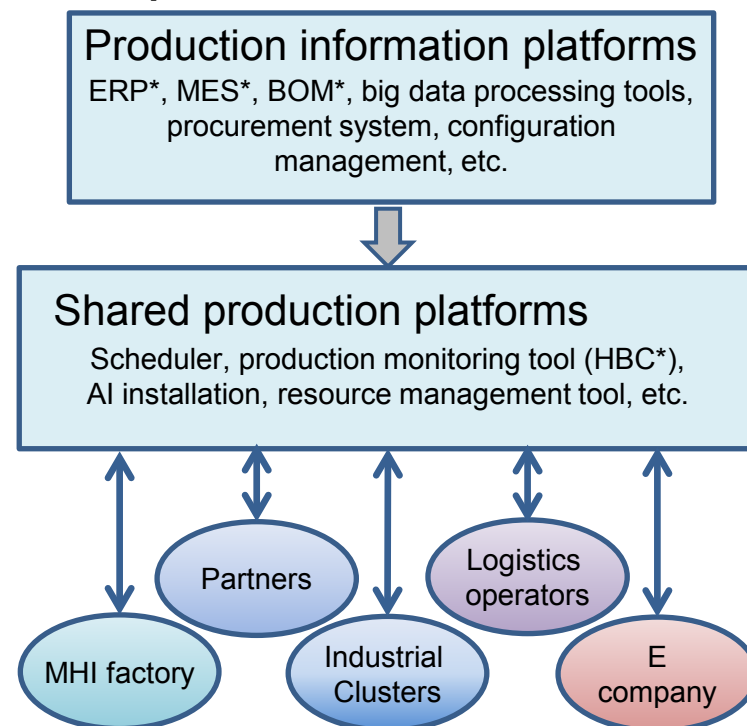 Production information platforms
ERP*, MES*, BOM*, big data processing tools,
procurement system, configuration
management, etc.
Shared production platforms
Scheduler, production monitoring tool (HBC*),
AI installation, resource management tool, etc.
Partners
Logistics
operators
MHI factory
Industrial
Clusters
E
company